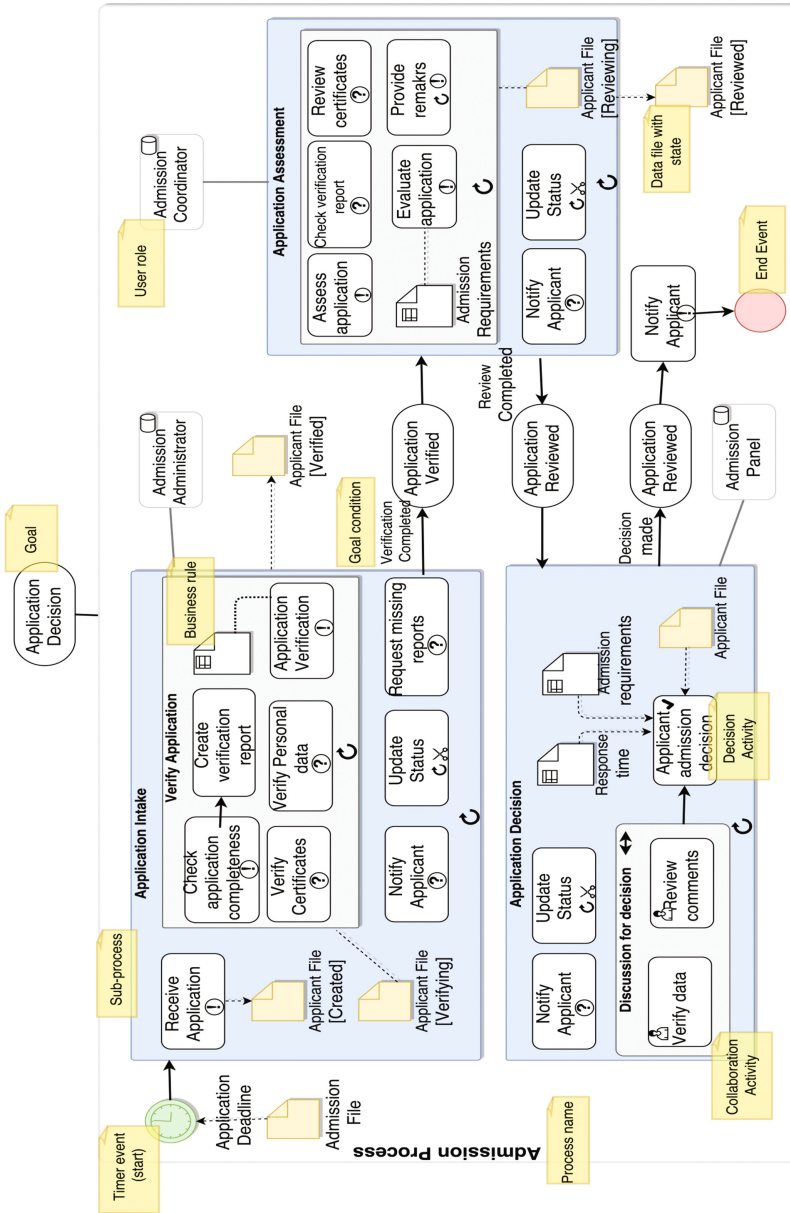 Application
Decision
Goal
Timer event
(start)
Application
Deadline
Admission
File
Admission Process
Process name
Sub-process
Application Intake
Receive
Application
Applicant File
[Created]
Applicant File
[Verifying]
Verify Application
Check
application
completeness
Create
verification
report
Business rule
Verify
Certificates
Verify Personal
data
Application
Verification
Notify
Applicant
Update
Status
Request missing
reports
Admission
Administrator
Applicant File
[Verified]
Goal condition
Verification
Completed
Application
Verified
User role
Admission
Coordinator
Application Assessment
Assess
application
Check verification
report
Review
certificates
Admission
Requirements
Evaluate
application
Provide
remakrs
Notify
Applicant
Update
Status
Applicant File
[Reviewing]
Data file with
state
Applicant File
[Reviewed]
Review
Completed
Application
Reviewed
Application Decision
Notify
Applicant
Update
Status
Discussion for decision
Verify data
Review
comments
Collaboration
Activity
Response
time
Admission
requirements
Applicant
admission
decision
Applicant File
Decision
Activity
Decision
made
Admission
Panel
Application
Reviewed
Notify
Applicant
End Event